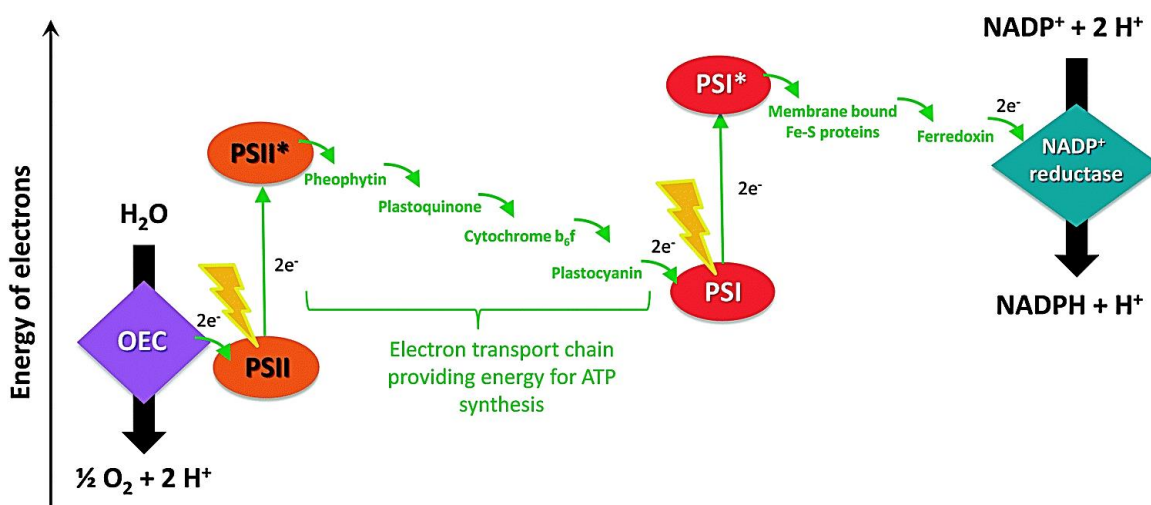 Energy of electrons
H₂O
OEC
½ O₂ + 2 H⁺
2e⁻
PSII
2e⁻
PSII*
Pheophytin
Plastoquinone
Cytochrome b₆f
Plastocyanin
2e⁻
Electron transport chain
providing energy for ATP
synthesis
PSI
2e⁻
PSI*
Membrane bound
Fe-S proteins
Ferredoxin
2e⁻
NADP⁺ + 2 H⁺
NADP⁺
reductase
NADPH + H⁺